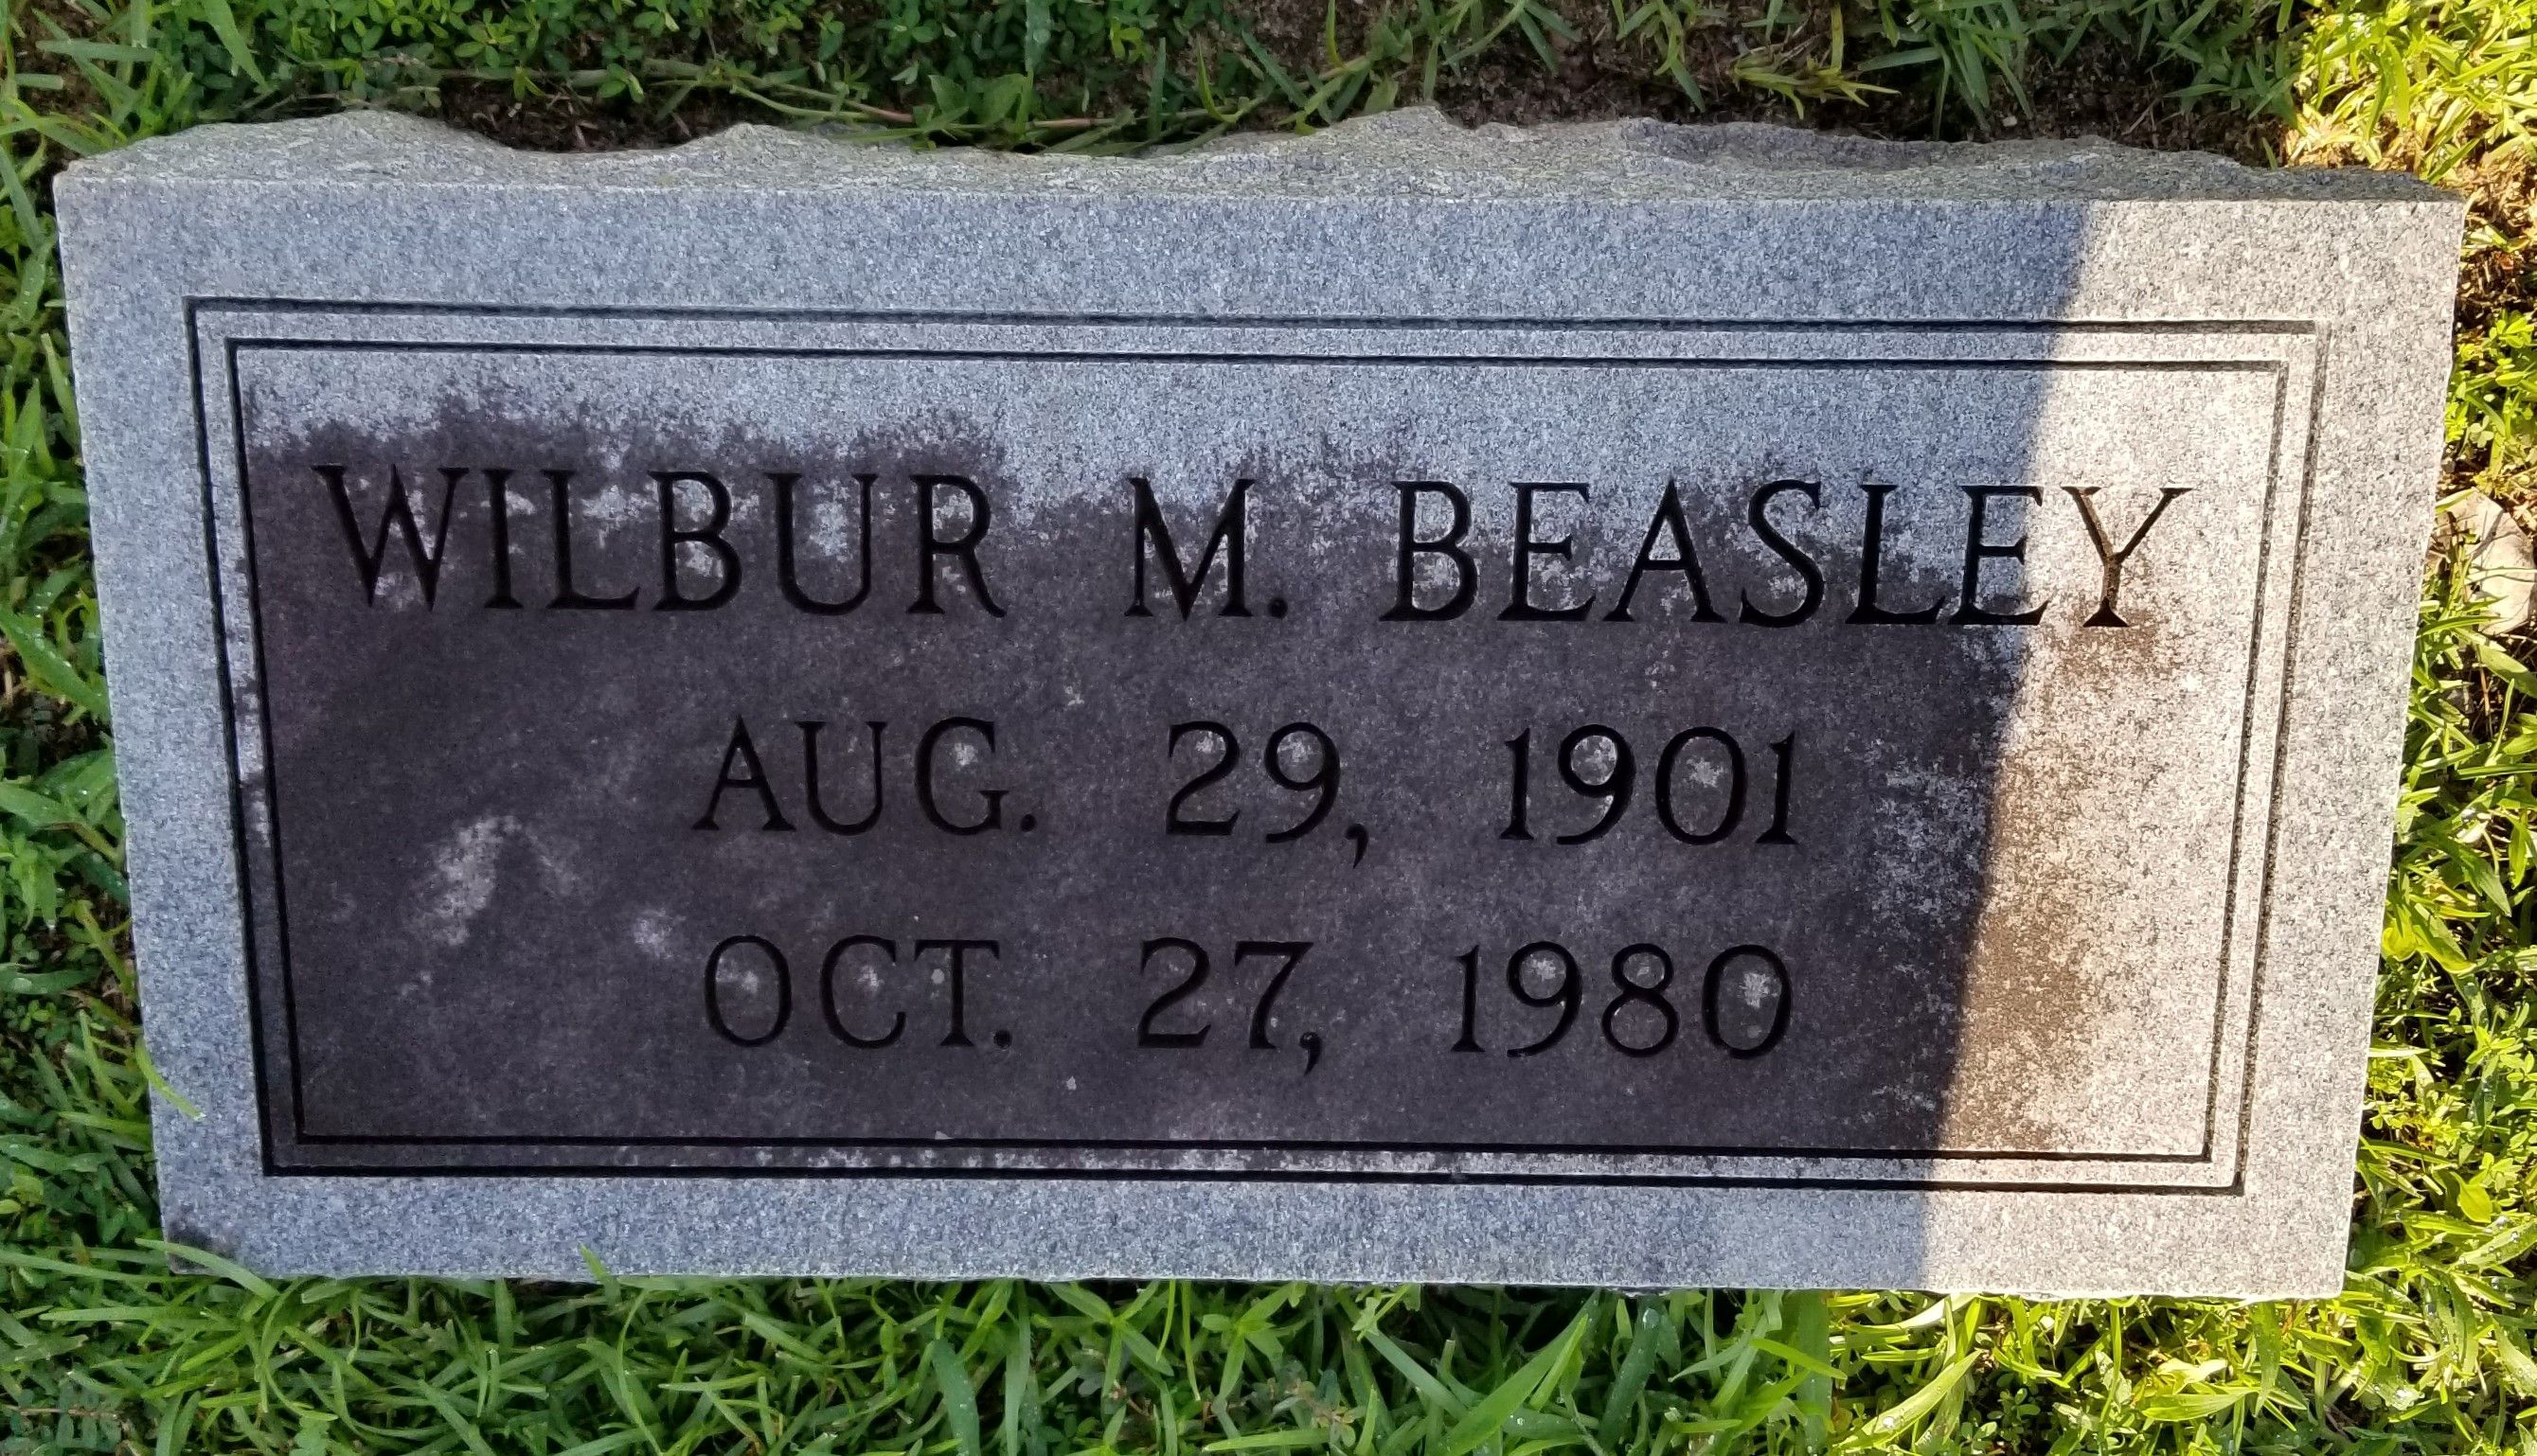 WILBUR M. BEASLEY
AUG. 29, 1901
OCT. 27, 1980